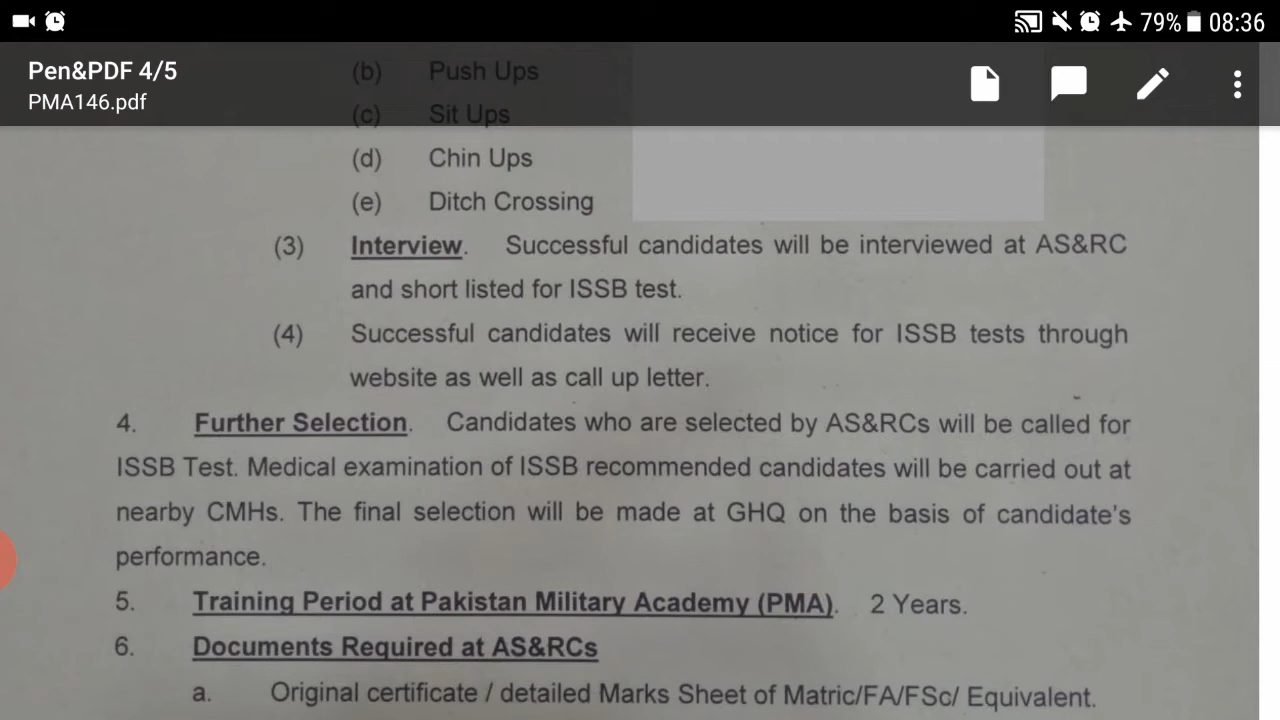 79% 08:36
Pen&PDF 4/5
PMA146.pdf
(b) Push Ups
(c) Sit Ups
(d) Chin Ups
(e) Ditch Crossing
(3) Interview. Successful candidates will be interviewed at AS&RC
and short listed for ISSB test.
(4) Successful candidates will receive notice for ISSB tests through
website as well as call up letter.
4. Further Selection. Candidates who are selected by AS&RCs will be called for
ISSB Test. Medical examination of ISSB recommended candidates will be carried out at
nearby CMHs. The final selection will be made at GHQ on the basis of candidate's
performance.
5. Training Period at Pakistan Military Academy (PMA). 2 Years.
6. Documents Required at AS&RCs
a. Original certificate / detailed Marks Sheet of Matric/FA/FSc/ Equivalent.